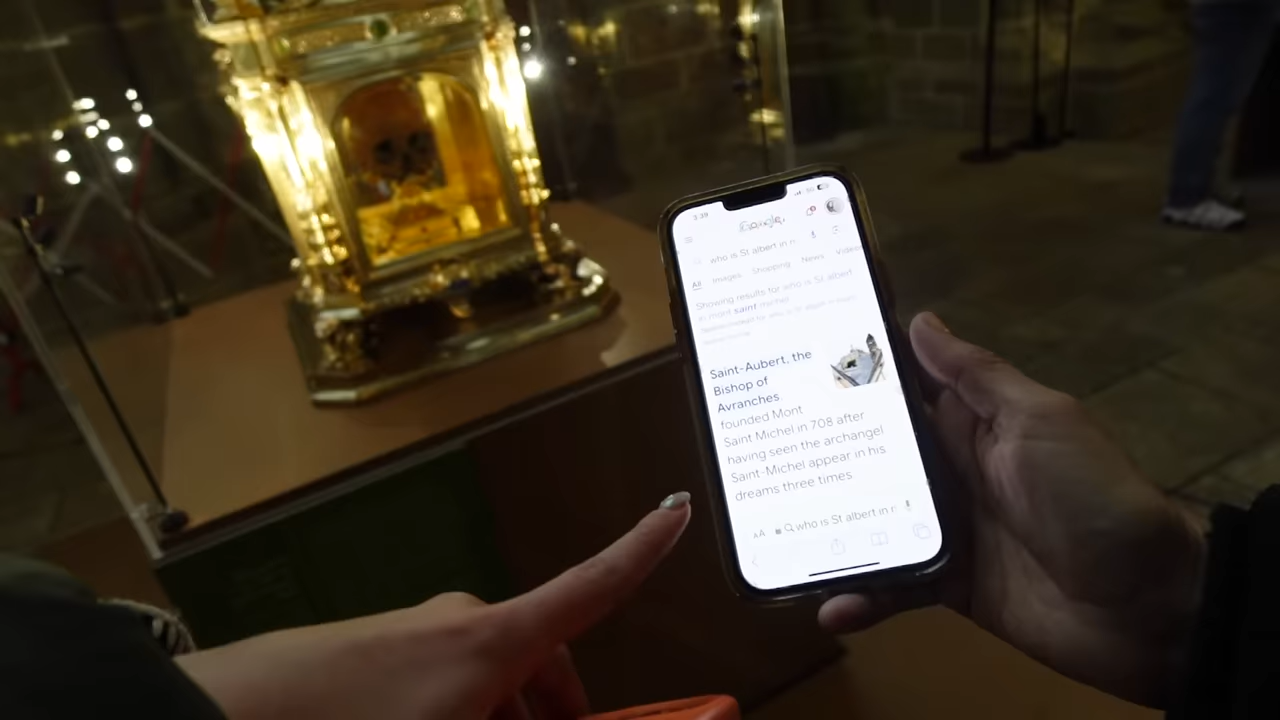 3:39
Google
who is St albert in n
All Images Shopping News Videos
Showing results for who is St albert
in mont saint michel
Saint-Aubert, the
Bishop of
Avranches
founded Mont
Saint Michel in 708 after
having seen the archangel
Saint-Michel appear in his
dreams three times
AA who is St albert in n